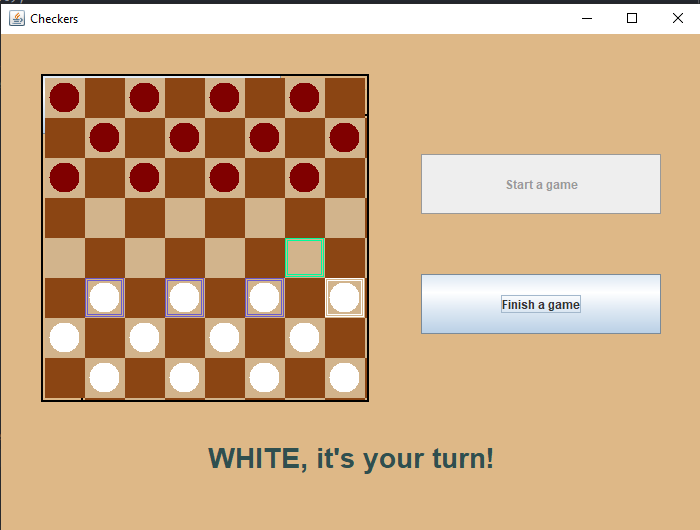 Checkers
Start a game
Finish a game
WHITE, it's your turn!